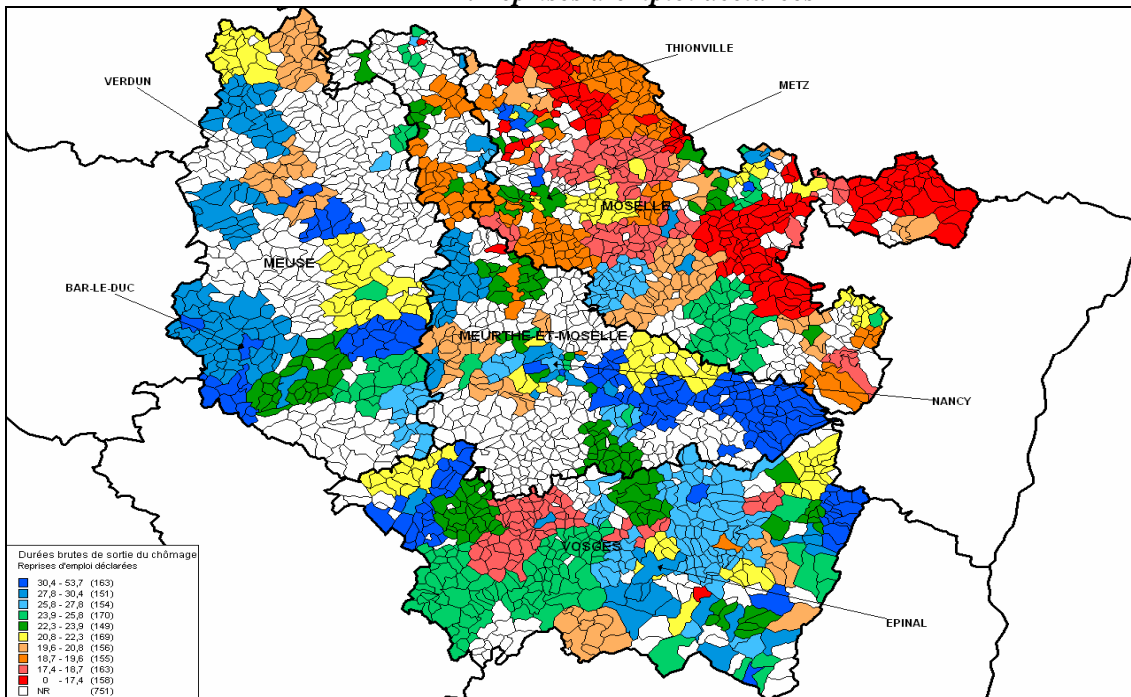 THIONVILLE
VERDUN
METZ
MOSELLE
MEUSE
BAR-LE-DUC
MEURTHE-ET-MOSELLE
NANCY
VOSGES
EPINAL
Durées brutes de sortie du chômage
Reprises d'emploi déclarées
30,4 - 53,7 (163)
27,8 - 30,4 (151)
25,8 - 27,8 (154)
23,9 - 25,8 (170)
22,3 - 23,9 (149)
20,8 - 22,3 (169)
19,6 - 20,8 (156)
18,7 - 19,6 (155)
17,4 - 18,7 (163)
0 - 17,4 (158)
NR (751)